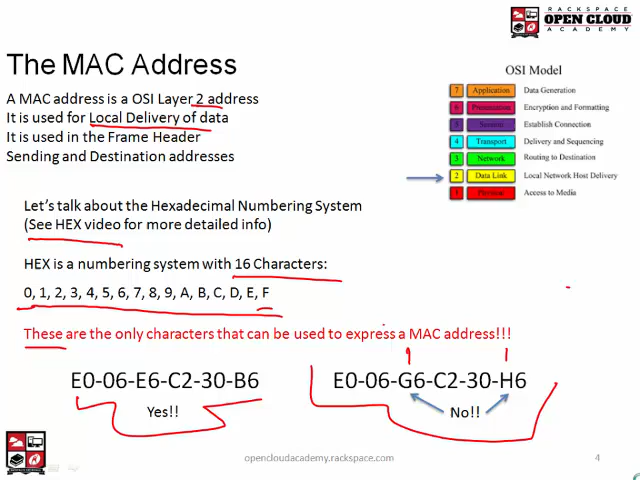 RACKSPACE
OPEN CLOUD
ACADEMY
The MAC Address
A MAC address is a OSI Layer 2 address
It is used for Local Delivery of data
It is used in the Frame Header
Sending and Destination addresses
OSI Model
7 Application Data Generation
6 Presentation Encryption and Formatting
5 Session Establish Connection
4 Transport Delivery and Sequencing
3 Network Routing to Destination
2 Data Link Local Network Host Delivery
1 Physical Access to Media
Let's talk about the Hexadecimal Numbering System
(See HEX video for more detailed info)
HEX is a numbering system with 16 Characters:
0, 1, 2, 3, 4, 5, 6, 7, 8, 9, A, B, C, D, E, F
These are the only characters that can be used to express a MAC address!!!
E0-06-E6-C2-30-B6
Yes!!
E0-06-G6-C2-30-H6
No!!
opencloudacademy.rackspace.com
4